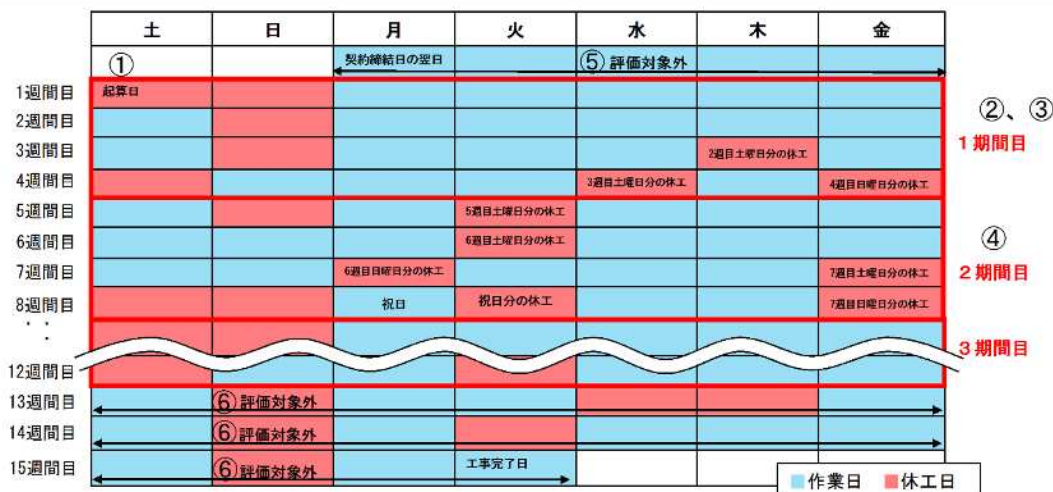 土 日 月 火 水 木 金
① 契約締結日の翌日 ⑤評価対象外
1週間目 起算日
2週間目 ②、③
3週間目 2週目土曜日分の休工 1期間目
4週間目 3週目土曜日分の休工 4週目日曜日分の休工
5週間目 5週目土曜日分の休工
6週間目 6週目土曜日分の休工 ④
7週間目 6週目日曜日分の休工 7週目土曜日分の休工 2期間目
8週間目 祝日 祝日分の休工 7週目日曜日分の休工
・・
3期間目
12週間目
13週間目 ⑥評価対象外
14週間目 ⑥評価対象外
15週間目 ⑥評価対象外 工事完了日
作業日 休工日